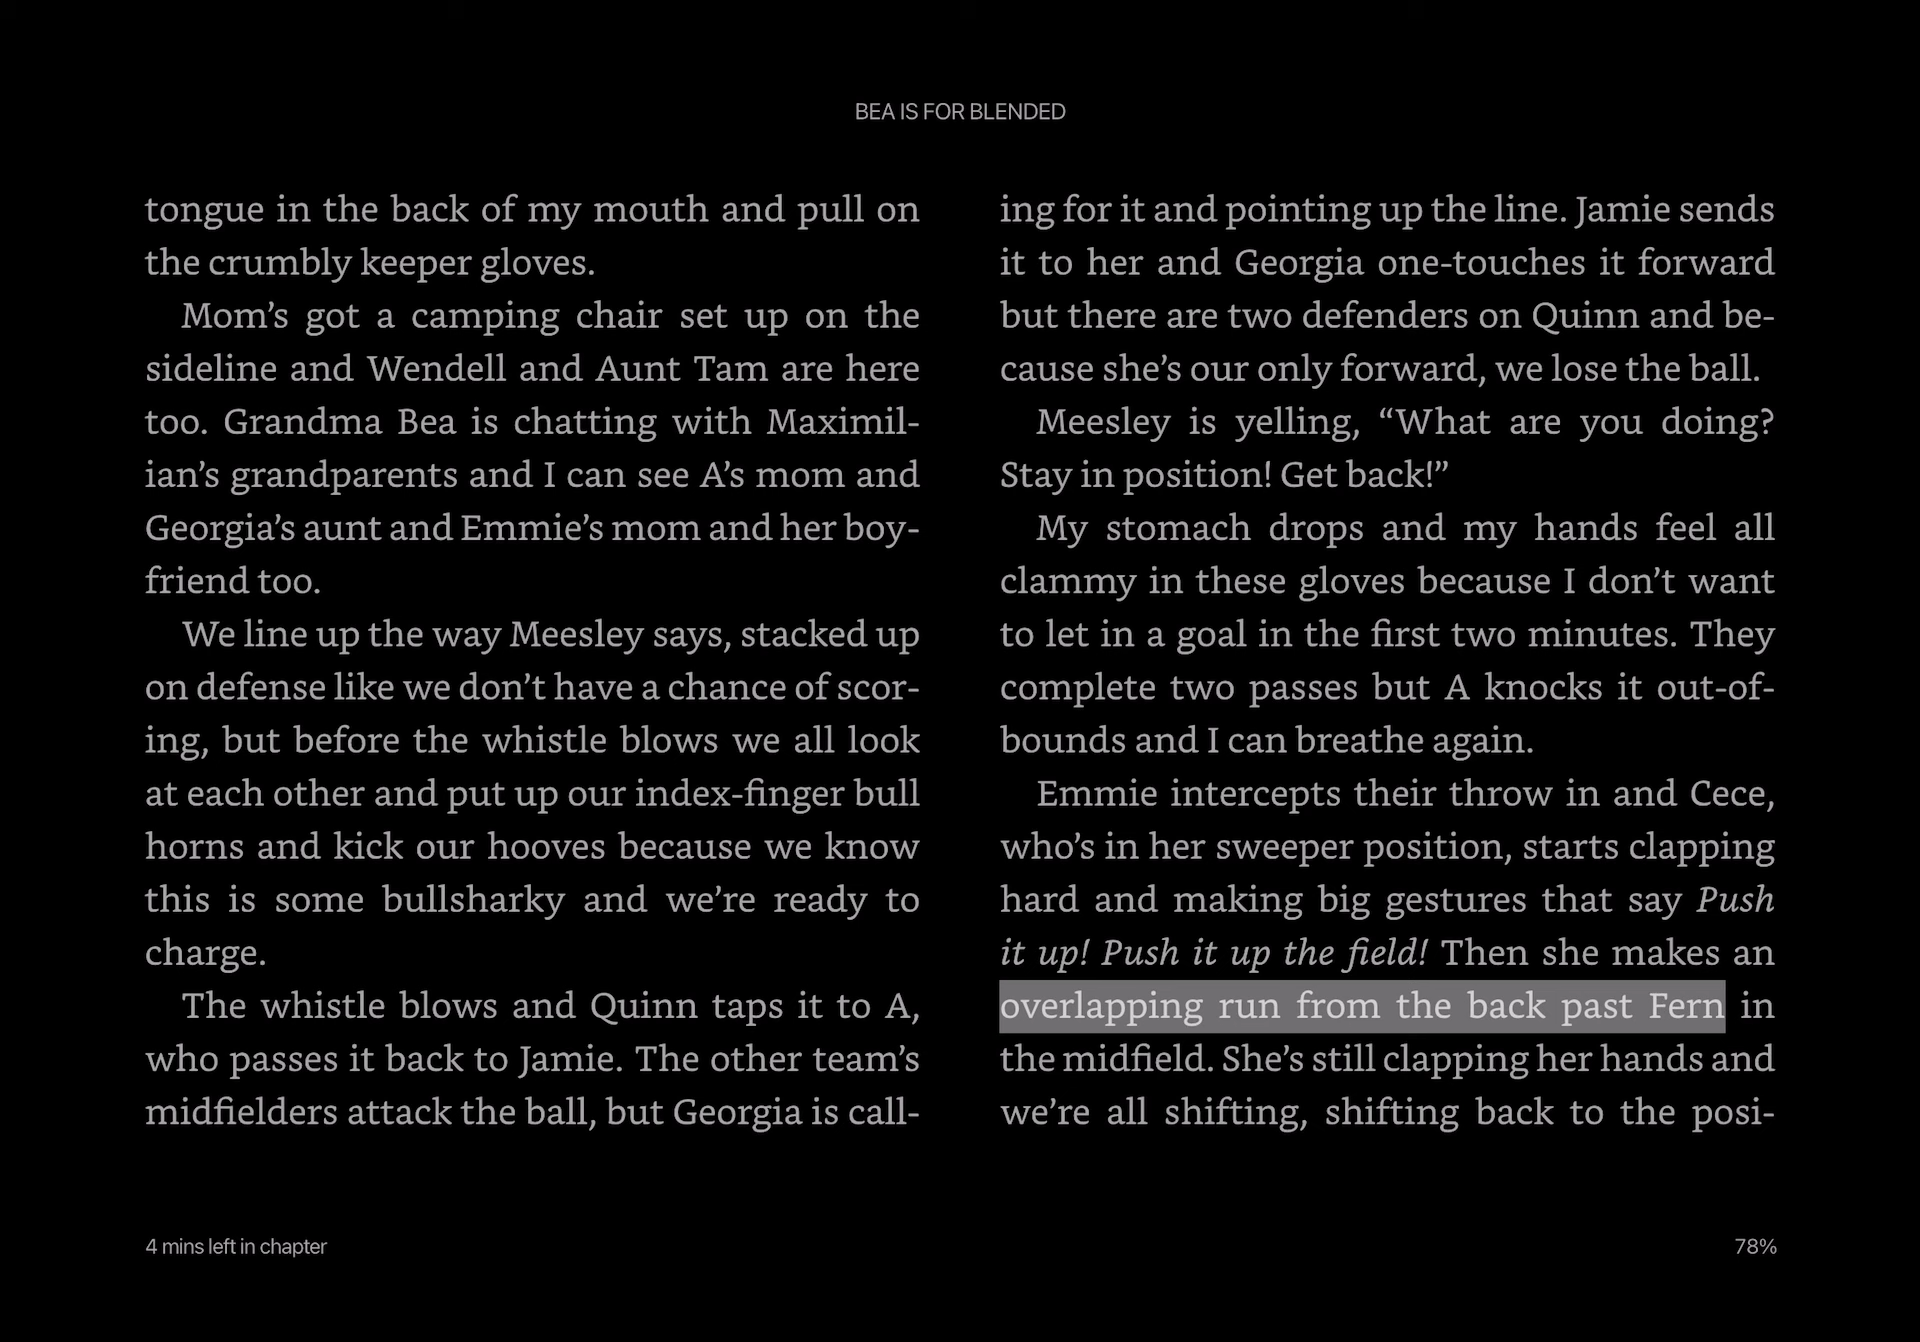 BEA IS FOR BLENDED
tongue in the back of my mouth and pull on
the crumbly keeper gloves.
Mom’s got a camping chair set up on the
sideline and Wendell and Aunt Tam are here
too. Grandma Bea is chatting with Maximil-
ian’s grandparents and I can see A’s mom and
Georgia’s aunt and Emmie’s mom and her boy-
friend too.
We line up the way Meesley says, stacked up
on defense like we don’t have a chance of scor-
ing, but before the whistle blows we all look
at each other and put up our index-finger bull
horns and kick our hooves because we know
this is some bullsharky and we’re ready to
charge.
The whistle blows and Quinn taps it to A,
who passes it back to Jamie. The other team’s
midfielders attack the ball, but Georgia is call-
ing for it and pointing up the line. Jamie sends
it to her and Georgia one-touches it forward
but there are two defenders on Quinn and be-
cause she’s our only forward, we lose the ball.
Meesley is yelling, “What are you doing?
Stay in position! Get back!”
My stomach drops and my hands feel all
clammy in these gloves because I don’t want
to let in a goal in the first two minutes. They
complete two passes but A knocks it out-of-
bounds and I can breathe again.
Emmie intercepts their throw in and Cece,
who’s in her sweeper position, starts clapping
hard and making big gestures that say Push
it up! Push it up the field! Then she makes an
overlapping run from the back past Fern in
the midfield. She’s still clapping her hands and
we’re all shifting, shifting back to the posi-
4 mins left in chapter
78%